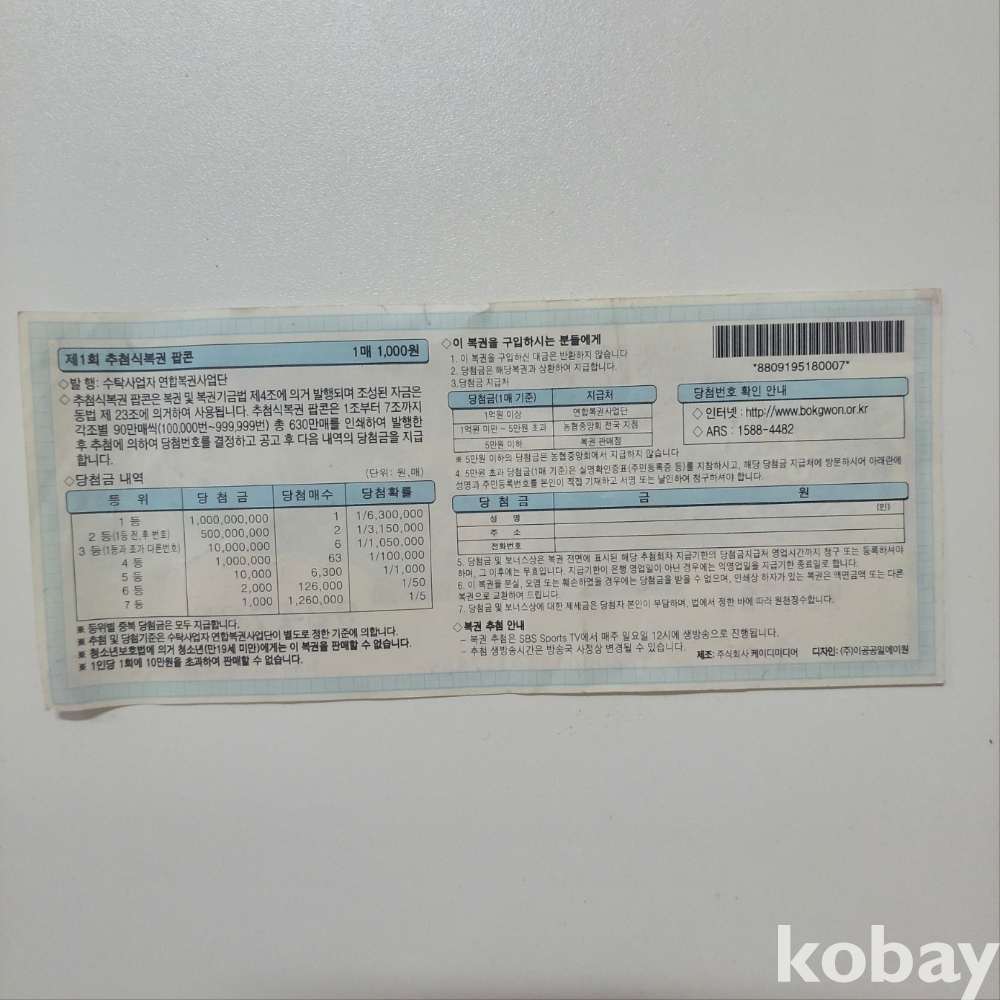 제1회 추첨식복권 팝콘 1매 1,000원
◇발 행: 수탁사업자 연합복권사업단
◇추첨식복권 팝콘은 복권 및 복권기금법 제4조에 의거 발행되며 조성된 자금은
동법 제 23조에 의거하여 사용됩니다. 추첨식복권 팝콘은 1조부터 7조까지
각조별 90만매씩(100,000번~999,999번) 총 630만매를 인쇄하여 발행한
후 추첨에 의하여 당첨번호를 결정하고 공고 후 다음 내역의 당첨금을 지급
합니다.
◇당첨금 내역 (단위: 원,매)
등 위 당 첨 금 당첨매수 당첨확률
1 등 1,000,000,000 1 1/6,300,000
2 등(1등 전,후 번호) 500,000,000 2 1/3,150,000
3 등(1등과 조가 다른번호) 10,000,000 6 1/1,050,000
4 등 1,000,000 63 1/100,000
5 등 10,000 6,300 1/1,000
6 등 2,000 126,000 1/50
7 등 1,000 1,260,000 1/5
※ 등위별 중복 당첨금은 모두 지급합니다.
※ 추첨 및 당첨기준은 수탁사업자 연합복권사업단이 별도로 정한 기준에 의합니다.
※ 청소년보호법에 의거 청소년(만19세 미만)에게는 이 복권을 판매할 수 없습니다.
※ 1인당 1회에 10만원을 초과하여 판매할 수 없습니다.
◇이 복권을 구입하시는 분들에게
1. 이 복권을 구입하신 대금은 반환하지 않습니다
2. 당첨금은 해당복권과 상환하여 지급합니다.
3.당첨금 지급처
당첨금(1매 기준) 지급처
1억원 이상 연합복권사업단
1억원 미만 ~ 5만원 초과 농협중앙회 전국 지점
5만원 이하 복권 판매점
※ 5만원 이하의 당첨금은 농협중앙회에서 지급하지 않습니다
*8809195180007*
당첨번호 확인 안내
◇ 인터넷 : http://www.bokgwon.or.kr
◇ ARS : 1588-4482
4. 5만원 초과 당첨금(1매 기준)은 실명확인증표(주민등록증 등)를 지참하시고, 해당 당첨금 지급처에 방문하시어 아래란에
성명과 주민등록번호를 본인이 직접 기재하고 서명 또는 날인하여 청구하셔야 합니다.
당 첨 금 금 원
성 명 (인)
주 소
전화번호
5. 당첨금 및 보너스상은 복권 전면에 표시된 해당 추첨회차 지급기한의 당첨금지급처 영업시간까지 청구 또는 등록하셔야
하며, 그 이후에는 무효입니다. 지급기한이 은행 영업일이 아닌 경우에는 익영업일을 지급기한 종료일로 합니다.
6. 이 복권을 분실, 오염 또는 훼손하였을 경우에는 당첨금을 받을 수 없으며, 인쇄상 하자가 있는 복권은 액면금액 또는 다른
복권으로 교환하여 드립니다.
7. 당첨금 및 보너스상에 대한 제세금은 당첨자 본인이 부담하며, 법에서 정한 바에 따라 원천징수합니다.
◇복권 추첨 안내
- 복권 추첨은 SBS Sports TV에서 매주 일요일 12시에 생방송으로 진행됩니다.
- 추첨 생방송시간은 방송국 사정상 변경될 수 있습니다.
제조: 주식회사 케이디미디어 디자인: (주)이공공일에미원
kobay